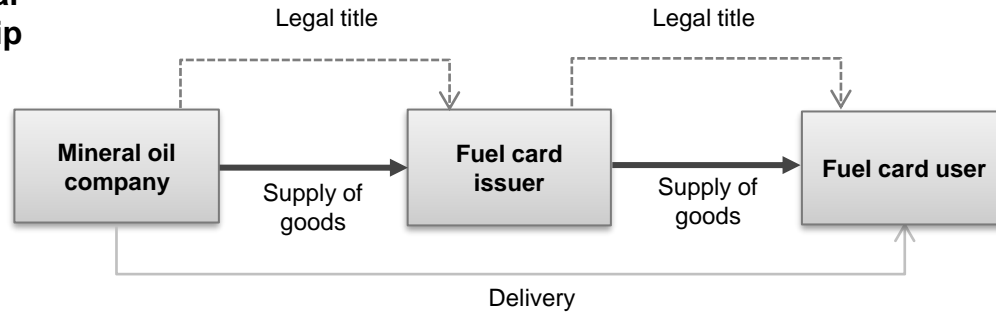 ip
Legal title
Legal title
Mineral oil
company
Fuel card
issuer
Fuel card user
Supply of
goods
Supply of
goods
Delivery